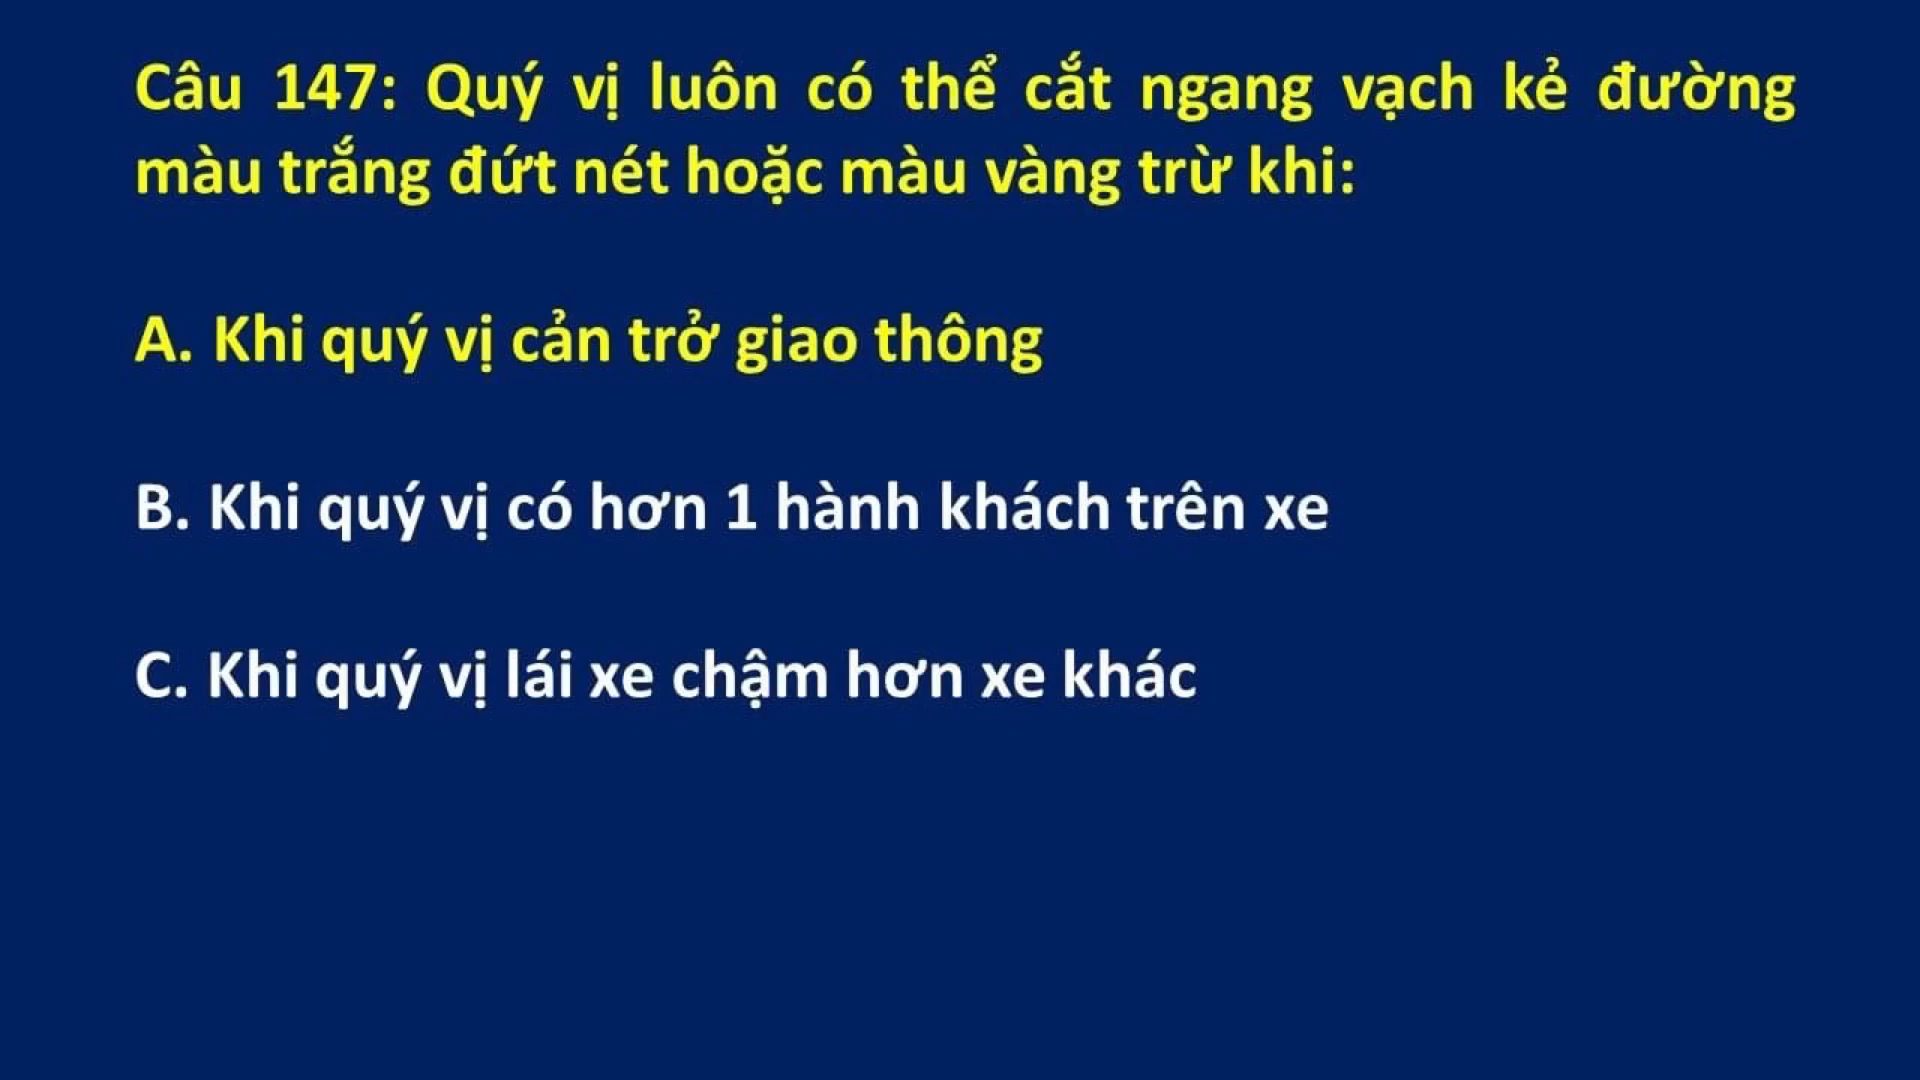 Câu 147: Quý vị luôn có thể cắt ngang vạch kẻ đường
màu trắng đứt nét hoặc màu vàng trừ khi:
A. Khi quý vị cản trở giao thông
B. Khi quý vị có hơn 1 hành khách trên xe
C. Khi quý vị lái xe chậm hơn xe khác